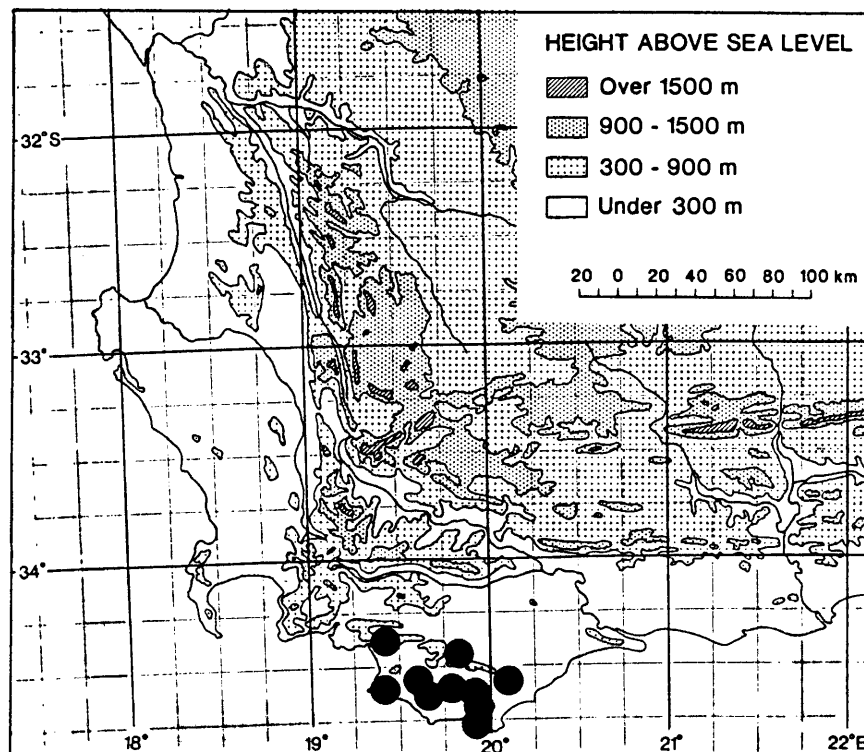 HEIGHT ABOVE SEA LEVEL
Over 1500 m
900 - 1500 m
300 - 900 m
Under 300 m
20 0 20 40 60 80 100 km
32°S
33°
34°
18° 19° 20° 21° 22°E